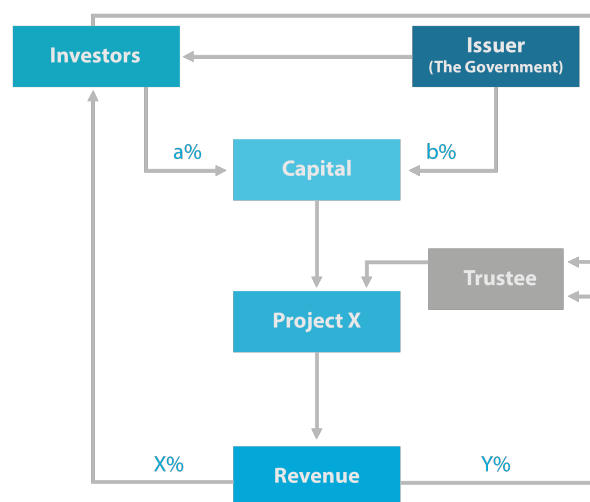 Investors
Issuer
(The Government)
a%
b%
Capital
Trustee
Project X
X%
Revenue
Y%